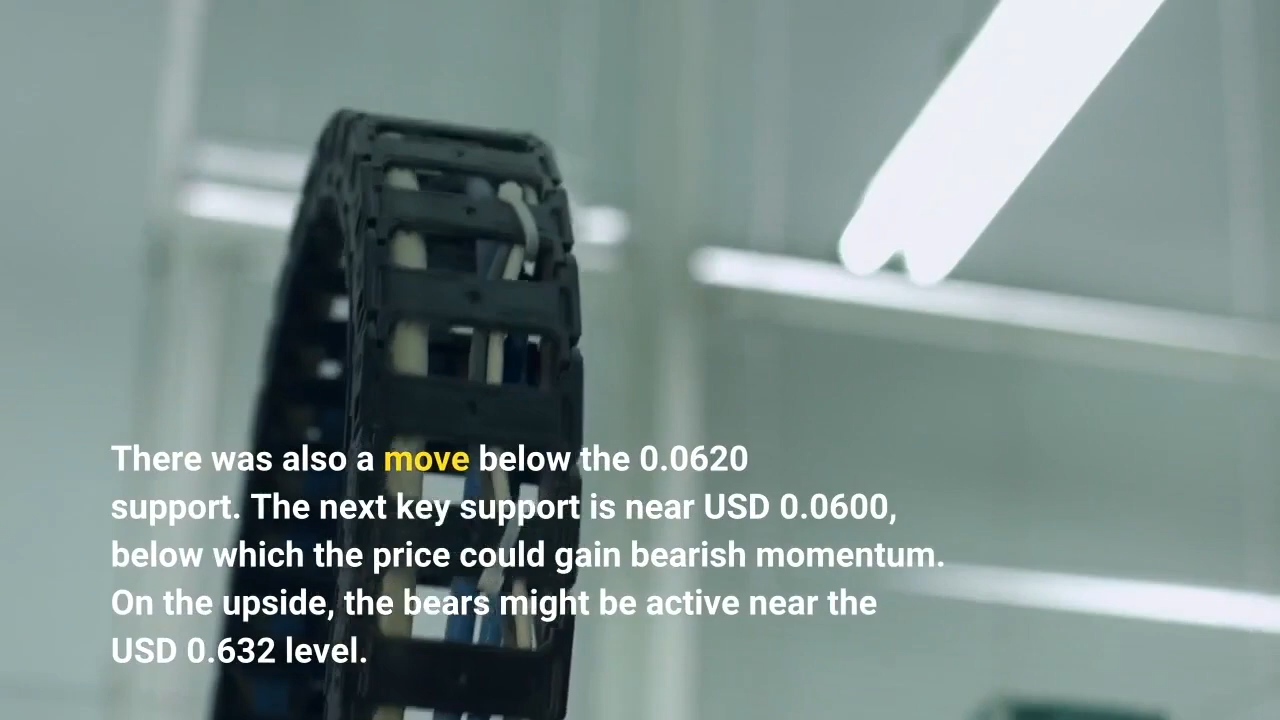 There was also a move below the 0.0620
support. The next key support is near USD 0.0600,
below which the price could gain bearish momentum.
On the upside, the bears might be active near the
USD 0.632 level.